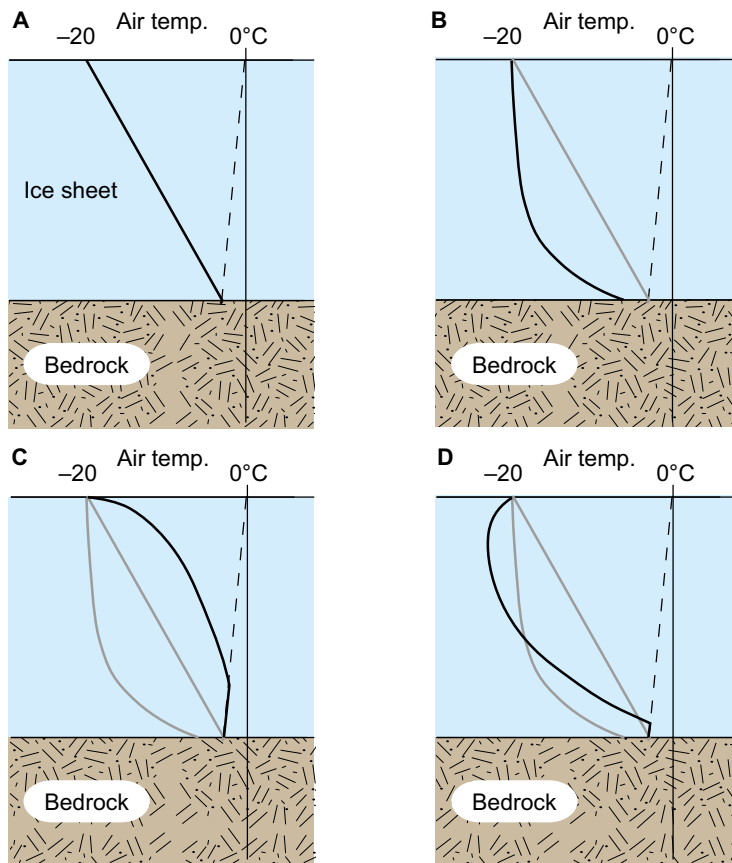 A
Air temp.
–20
0°C
Ice sheet
Bedrock
B
Air temp.
–20
0°C
Bedrock
C
Air temp.
–20
0°C
Bedrock
D
Air temp.
–20
0°C
Bedrock